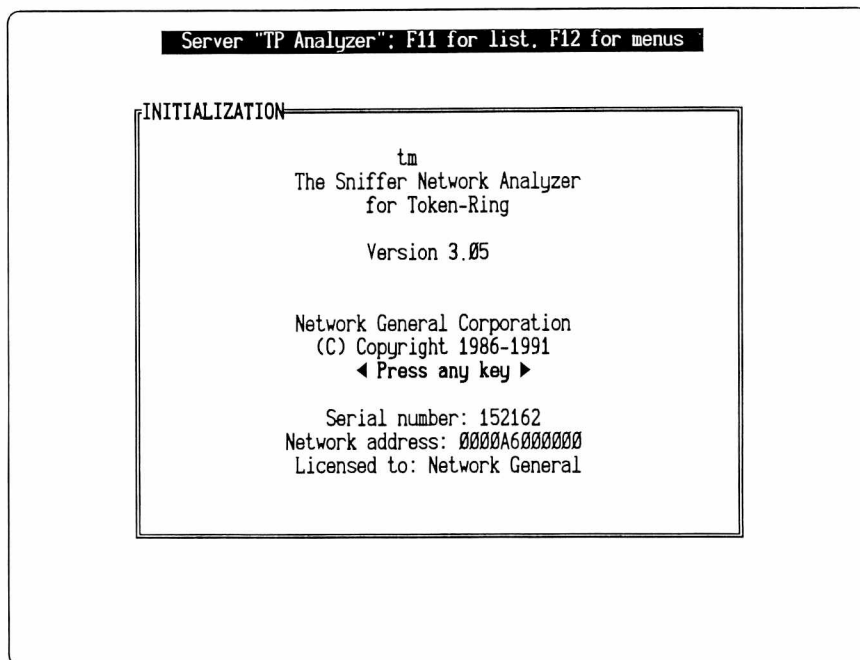 Server "TP Analyzer": F11 for list, F12 for menus
INITIALIZATION
tm
The Sniffer Network Analyzer
for Token-Ring
Version 3.05
Network General Corporation
(C) Copyright 1986-1991
◄ Press any key ►
Serial number: 152162
Network address: 0000A6000000
Licensed to: Network General